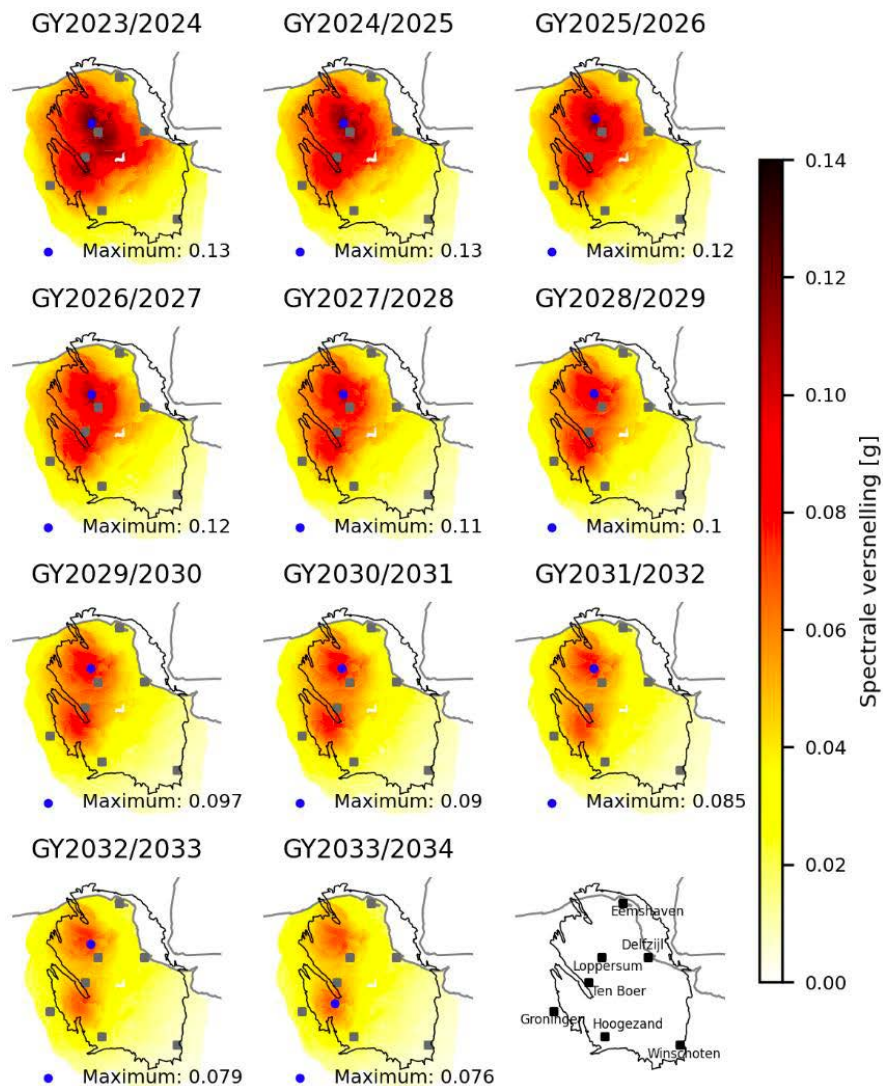 GY2023/2024
GY2024/2025
GY2025/2026
Maximum: 0.13
Maximum: 0.13
Maximum: 0.12
GY2026/2027
GY2027/2028
GY2028/2029
Maximum: 0.12
Maximum: 0.11
Maximum: 0.1
GY2029/2030
GY2030/2031
GY2031/2032
Maximum: 0.097
Maximum: 0.09
Maximum: 0.085
GY2032/2033
GY2033/2034
Maximum: 0.079
Maximum: 0.076
Eemshaven
Delfzijl
Loppersum
Ten Boer
Groningen
Hoogezand
Winschoten
0.14
0.12
0.10
0.08
0.06
0.04
0.02
0.00
Spectrale versnelling [g]